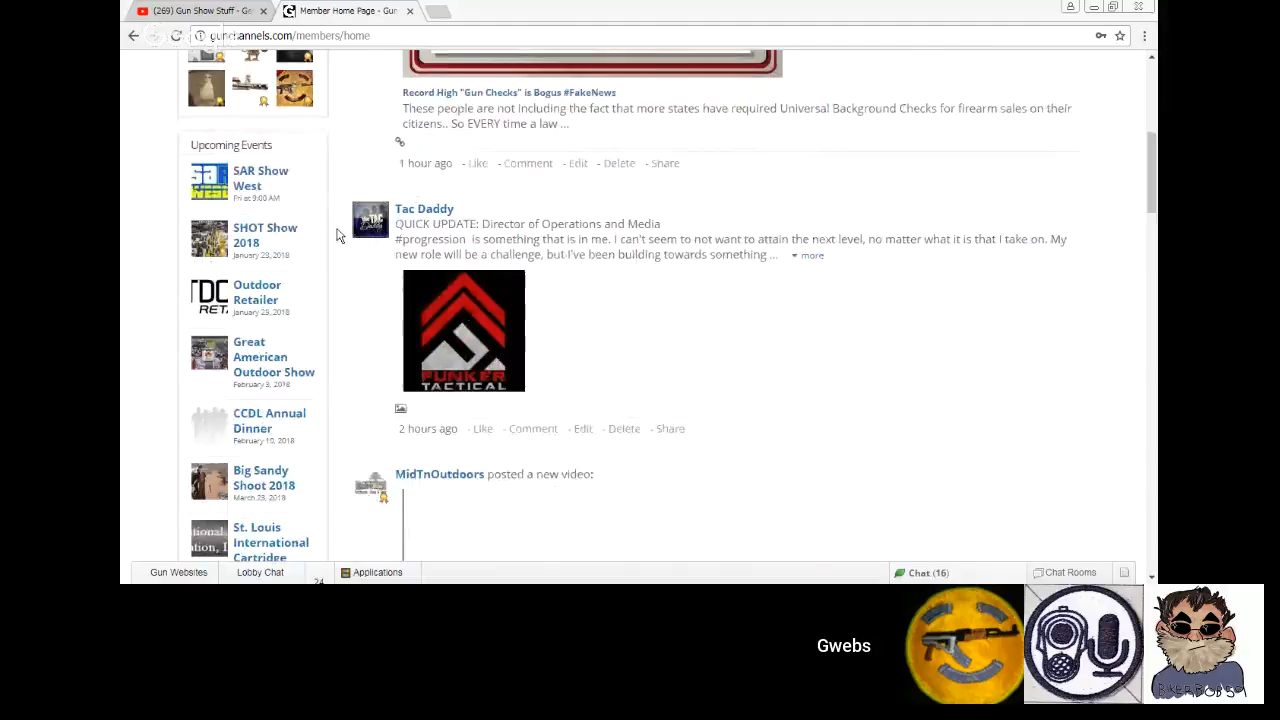 (269) Gun Show Stuff - Ge
Member Home Page - Gun
gunchannels.com/members/home
Record High "Gun Checks" is Bogus #FakeNews
These people are not including the fact that more states have required Universal Background Checks for firearm sales on their
citizens.. So EVERY time a law ...
1 hour ago - Like - Comment - Edit - Delete - Share
Upcoming Events
SAR Show
West
Fri at 9:00 AM
SHOT Show
2018
January 23, 2018
Outdoor
Retailer
January 25, 2018
Great
American
Outdoor Show
February 3, 2018
CCDL Annual
Dinner
February 10, 2018
Big Sandy
Shoot 2018
March 23, 2018
St. Louis
International
Cartridge
Tac Daddy
QUICK UPDATE: Director of Operations and Media
#progression is something that is in me. I can't seem to not want to attain the next level, no matter what it is that I take on. My
new role will be a challenge, but I've been building towards something ... more
FUNKER
TACTICAL
2 hours ago - Like - Comment - Edit - Delete - Share
MidTnOutdoors posted a new video:
Gun Websites
Lobby Chat
24
Applications
Chat (16)
Chat Rooms
Gwebs
BIKERBOB59